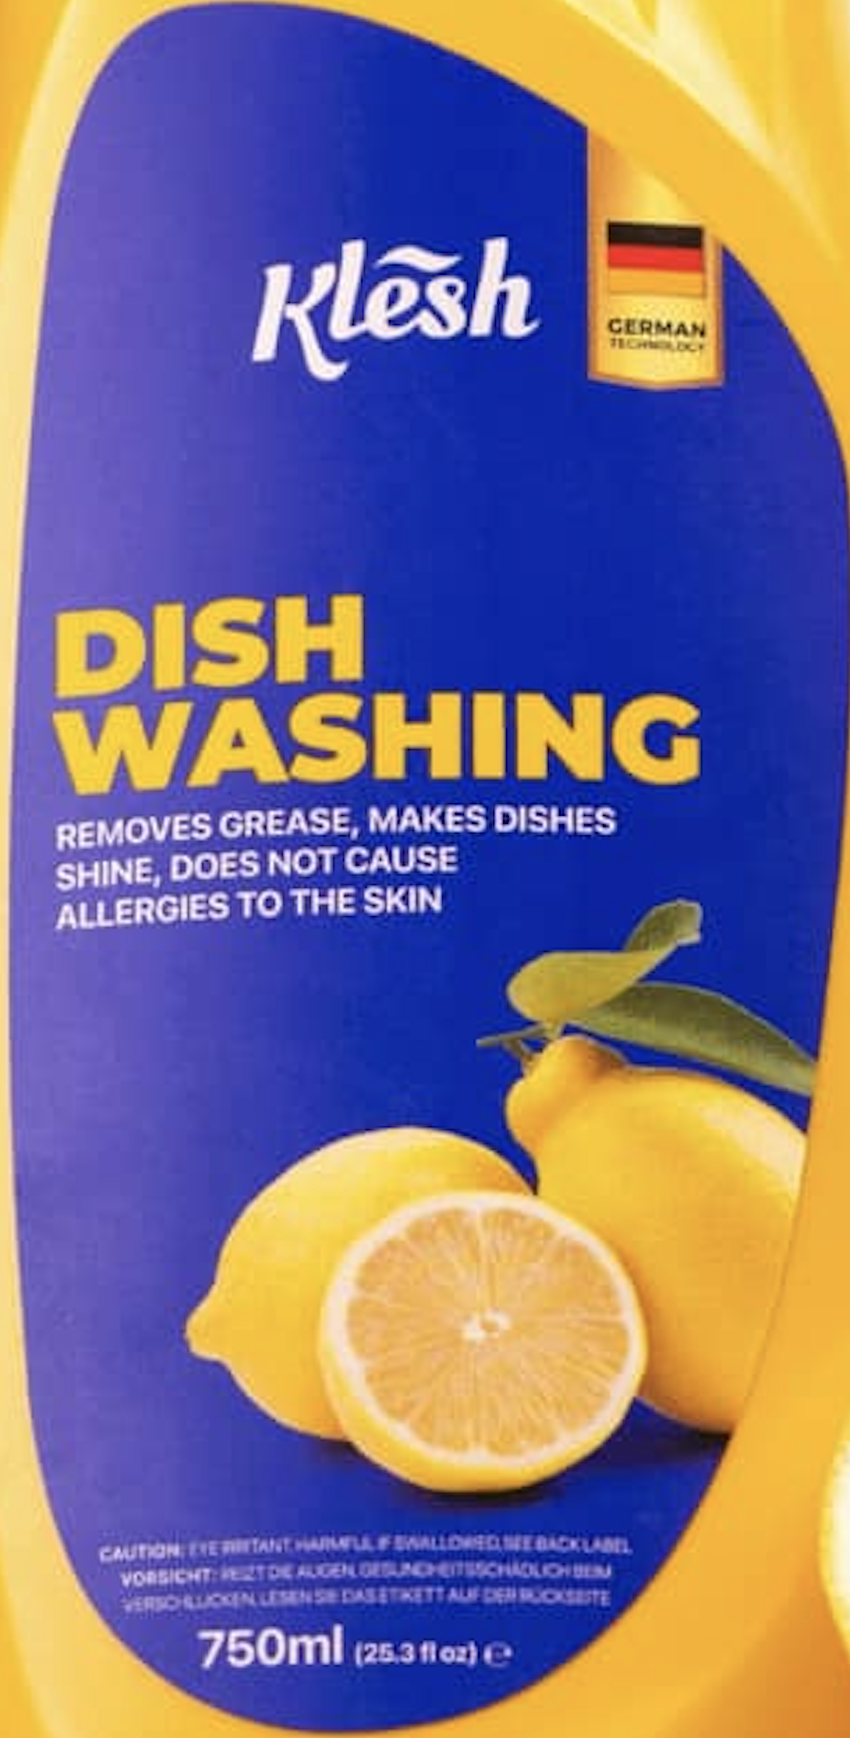 Klẽsh
GERMAN
TECHNOLOGY
DISH
WASHING
REMOVES GREASE, MAKES DISHES
SHINE, DOES NOT CAUSE
ALLERGIES TO THE SKIN
CAUTION: EYE IRRITANT, HARMFUL IF SWALLOWED, SEE BACK LABEL
VORSICHT: REIZT DIE AUGEN, GESUNDHEITSSCHÄDLICH BEIM
VERSCHLUCKEN, LESEN SIE DAS ETIKETT AUF DER RÜCKSEITE
750ml (25.3 fl oz) ℮